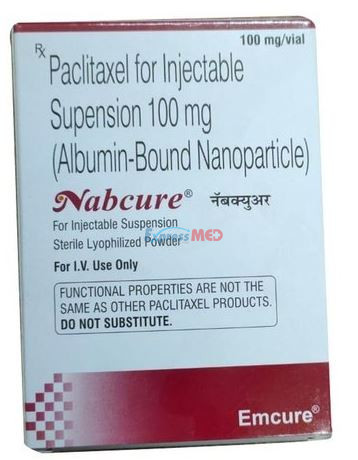 100 mg/vial
Rx Paclitaxel for Injectable
Supension 100 mg
(Albumin-Bound Nanoparticle)
Nabcure® नॅबक्युअर
For Injectable Suspension
ExpressMED
Sterile Lyophilized Powder
For I.V. Use Only
FUNCTIONAL PROPERTIES ARE NOT THE
SAME AS OTHER PACLITAXEL PRODUCTS.
DO NOT SUBSTITUTE.
Emcure®